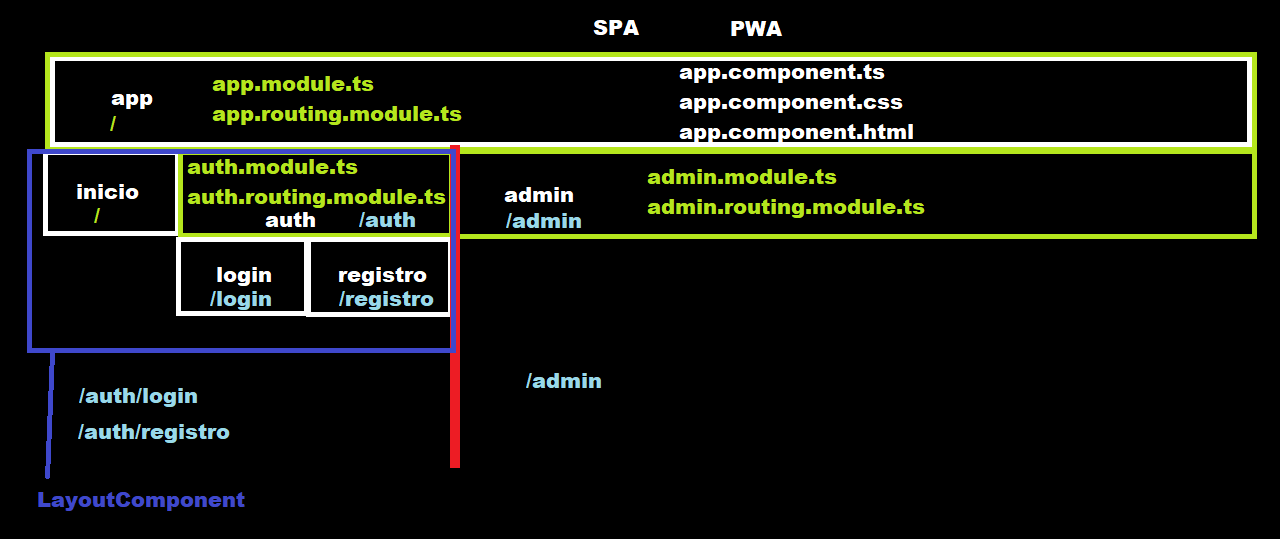 SPA PWA
app
/
app.module.ts
app.routing.module.ts
app.component.ts
app.component.css
app.component.html
inicio
/
auth.module.ts
auth.routing.module.ts
auth /auth
admin
/admin
admin.module.ts
admin.routing.module.ts
login
/login
registro
/registro
/auth/login
/auth/registro
/admin
LayoutComponent